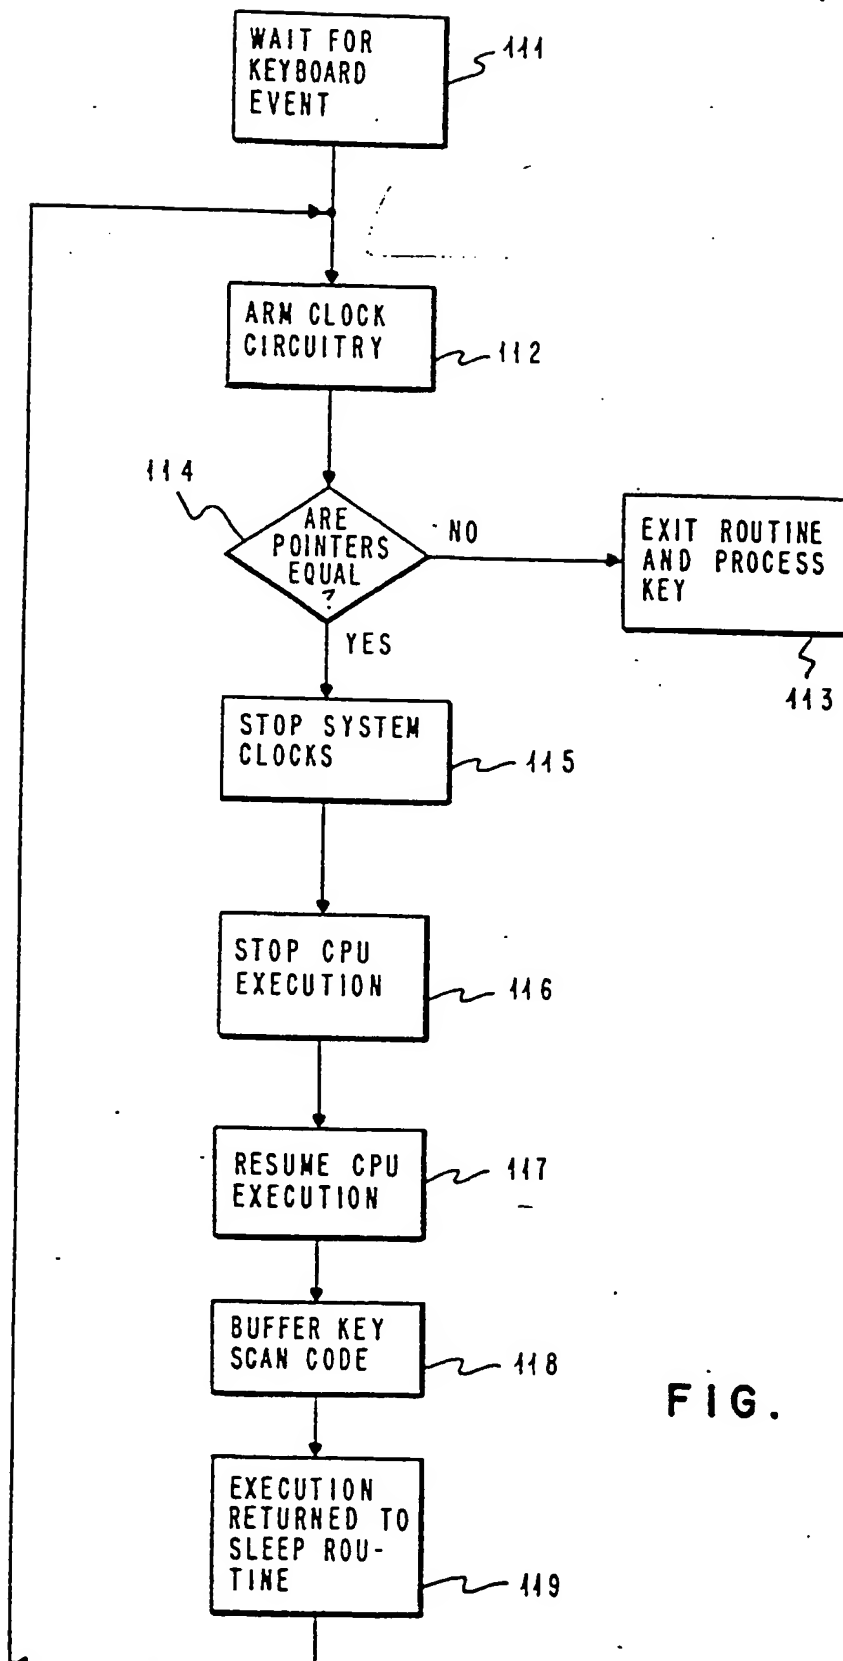 WAIT FOR
KEYBOARD
EVENT
111
ARM CLOCK
CIRCUITRY
112
114
ARE
POINTERS
EQUAL
?
NO
EXIT ROUTINE
AND PROCESS
KEY
113
YES
STOP SYSTEM
CLOCKS
115
STOP CPU
EXECUTION
116
RESUME CPU
EXECUTION
117
BUFFER KEY
SCAN CODE
118
FIG.
EXECUTION
RETURNED TO
SLEEP ROU-
TINE
119